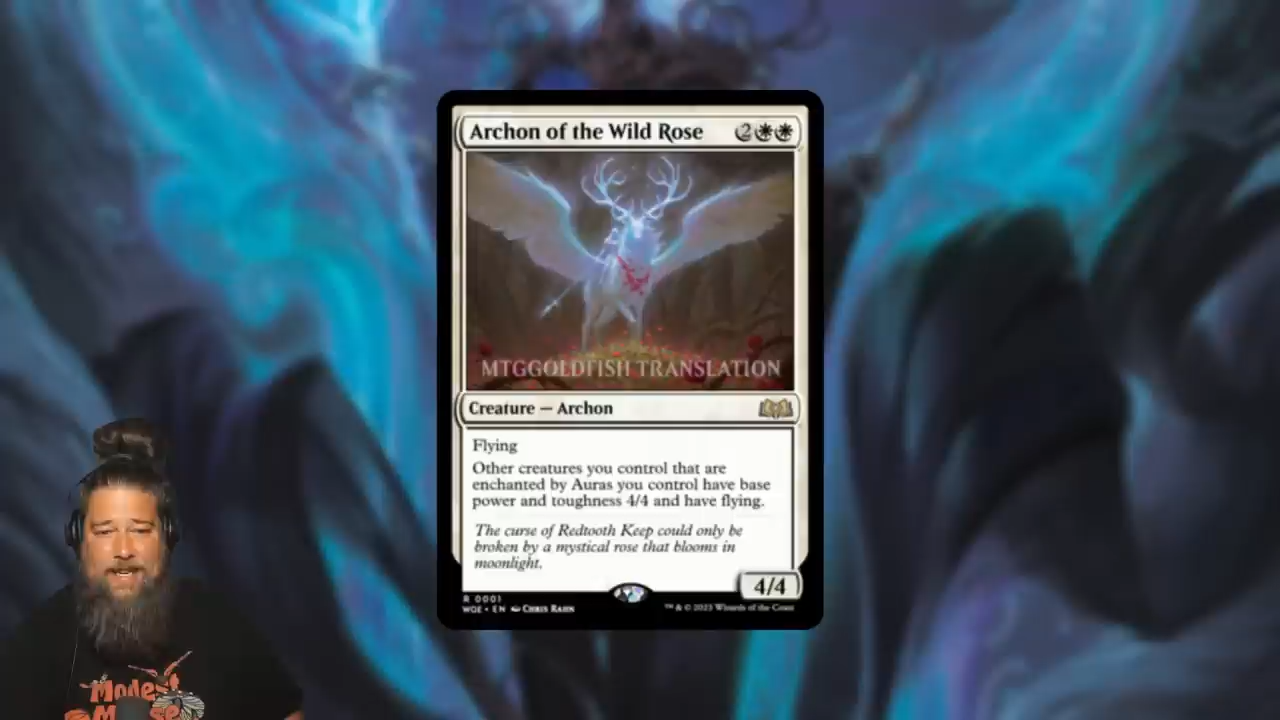 Archon of the Wild Rose 2
MTGGOLDFISH TRANSLATION
Creature — Archon
Flying
Other creatures you control that are
enchanted by Auras you control have base
power and toughness 4/4 and have flying.
The curse of Redtooth Keep could only be
broken by a mystical rose that blooms in
moonlight.
4/4
R 0001
WOE • EN Chris Rahn
™ & © 2023 Wizards of the Coast
Modest
Mouse